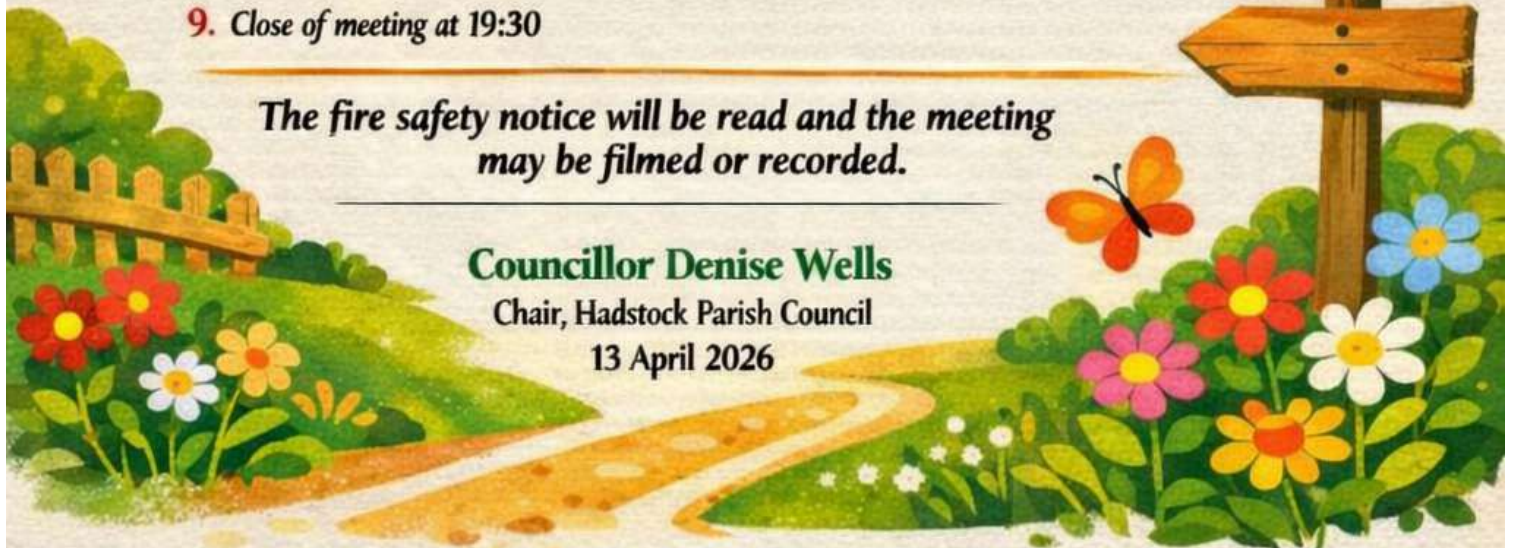 9. Close of meeting at 19:30
The fire safety notice will be read and the meeting
may be filmed or recorded.
Councillor Denise Wells
Chair, Hadstock Parish Council
13 April 2026